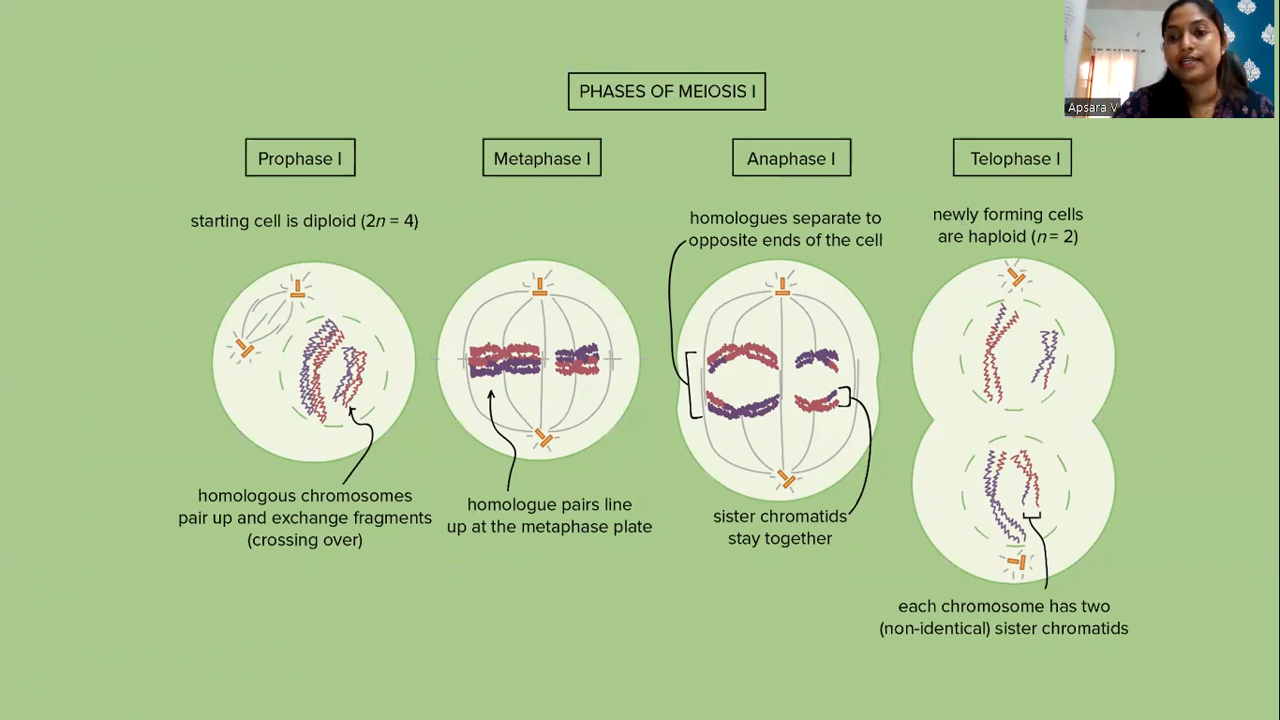 PHASES OF MEIOSIS I
Apsara V
Prophase I
Metaphase I
Anaphase I
Telophase I
starting cell is diploid (2n = 4)
homologues separate to
opposite ends of the cell
newly forming cells
are haploid (n = 2)
homologous chromosomes
pair up and exchange fragments
(crossing over)
homologue pairs line
up at the metaphase plate
sister chromatids
stay together
each chromosome has two
(non-identical) sister chromatids